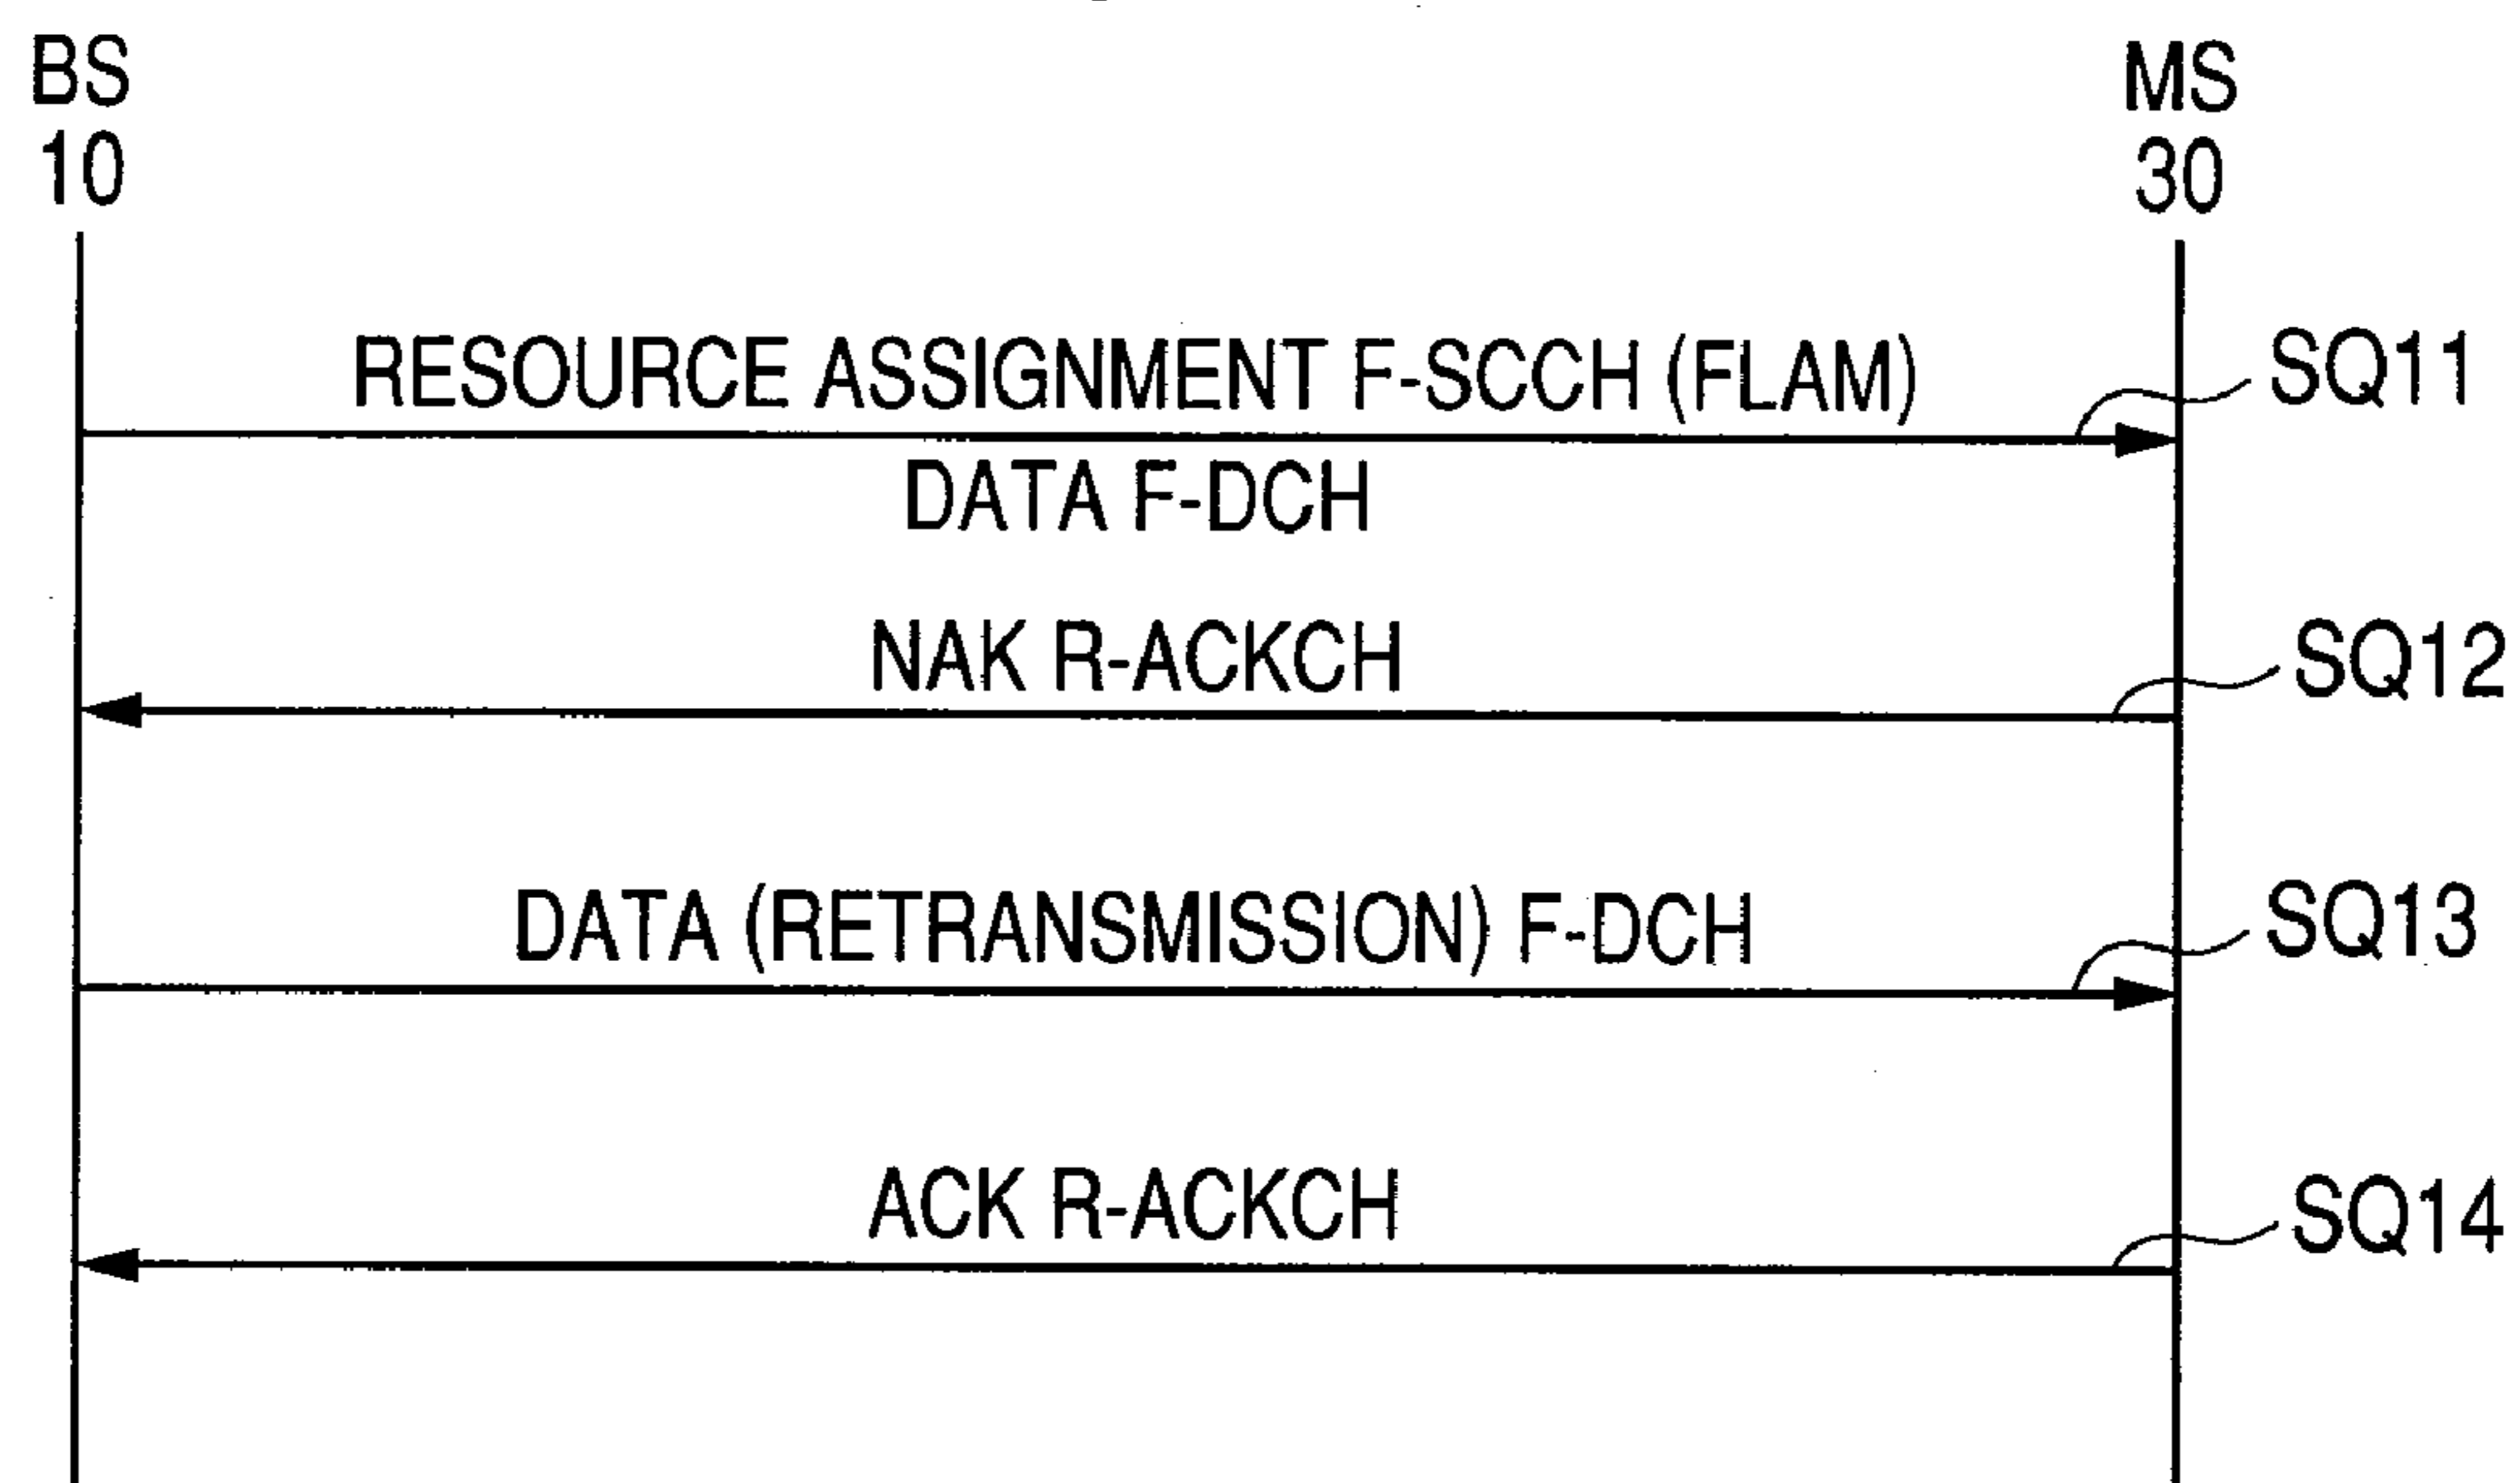 BS
10
MS
30
RESOURCE ASSIGNMENT F-SCCH (FLAM)
SQ11
DATA F-DCH
NAK R-ACKCH
SQ12
DATA (RETRANSMISSION) F-DCH
SQ13
ACK R-ACKCH
SQ14